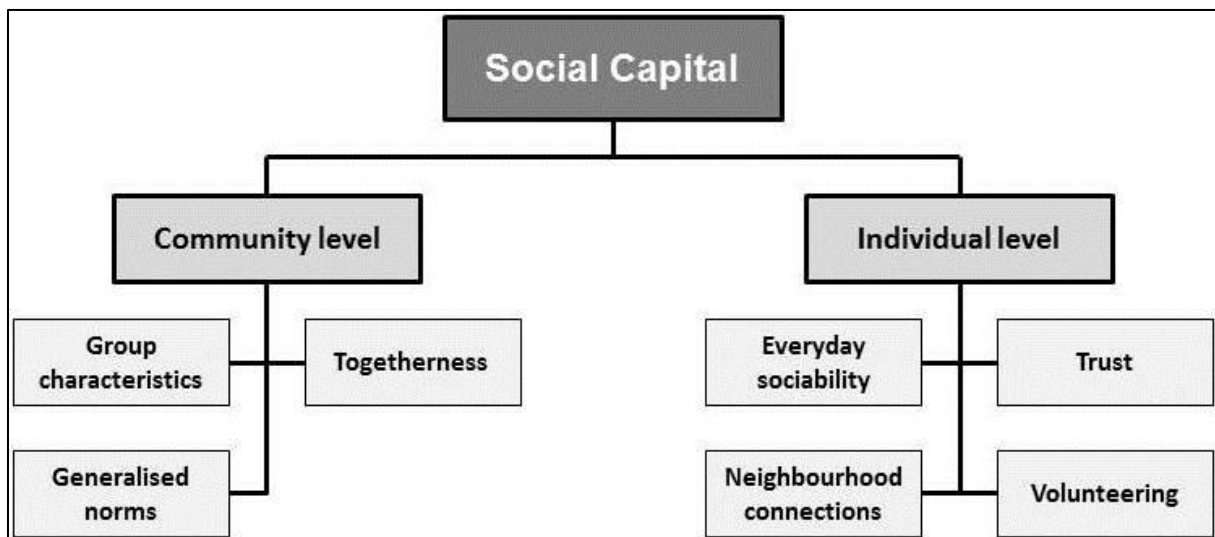 Social Capital
Community level
Individual level
Group
characteristics
Togetherness
Everyday
sociability
Trust
Generalised
norms
Neighbourhood
connections
Volunteering